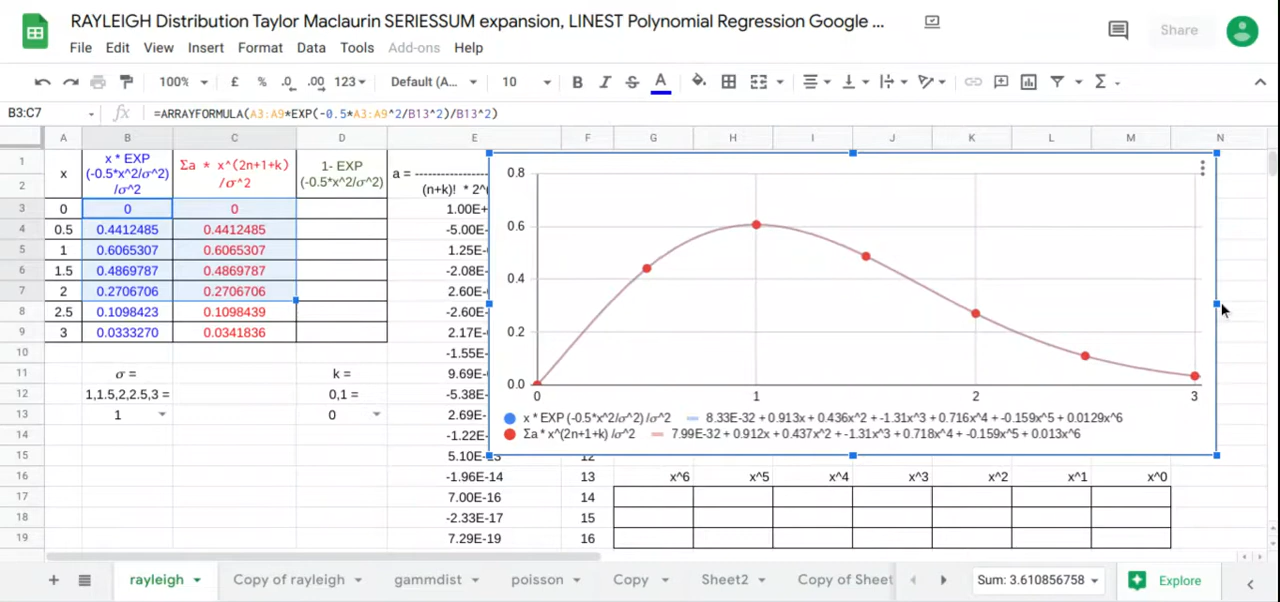 RAYLEIGH Distribution Taylor Maclaurin SERIESSUM expansion, LINEST Polynomial Regression Google ...
Share
File Edit View Insert Format Data Tools Add-ons Help
100% £ % .0 .00 123 Default (A... 10 B I S A Σ
B3:C7 fx =ARRAYFORMULA(A3:A9*EXP(-0.5*A3:A9^2/B13^2)/B13^2)
A B C D E F G H I J K L M N
1 x x * EXP (-0.5*x^2/σ^2) /σ^2 Σa * x^(2n+1+k) /σ^2 1- EXP (-0.5*x^2/σ^2) a = -----------------
2 (n+k)! * 2^(
3 0 0 0 1.00E+
4 0.5 0.4412485 0.4412485 -5.00E-
5 1 0.6065307 0.6065307 1.25E-
6 1.5 0.4869787 0.4869787 -2.08E-
7 2 0.2706706 0.2706706 2.60E-
8 2.5 0.1098423 0.1098439 -2.60E-
9 3 0.0333270 0.0341836 2.17E-
10 -1.55E-
11 σ = k = 9.69E-
12 1,1.5,2,2.5,3 = 0,1 = -5.38E-
13 1 0 2.69E-
14 -1.22E-
15 5.10E-13 12
16 -1.96E-14 13 x^6 x^5 x^4 x^3 x^2 x^1 x^0
17 7.00E-16 14
18 -2.33E-17 15
19 7.29E-19 16
0.8
0.6
0.4
0.2
0.0
0 1 2 3
x * EXP (-0.5*x^2/σ^2) /σ^2 8.33E-32 + 0.913x + 0.436x^2 + -1.31x^3 + 0.716x^4 + -0.159x^5 + 0.0129x^6
Σa * x^(2n+1+k) /σ^2 7.99E-32 + 0.912x + 0.437x^2 + -1.31x^3 + 0.718x^4 + -0.159x^5 + 0.013x^6
+ rayleigh Copy of rayleigh gammdist poisson Copy Sheet2 Copy of Sheet Sum: 3.610856758 Explore